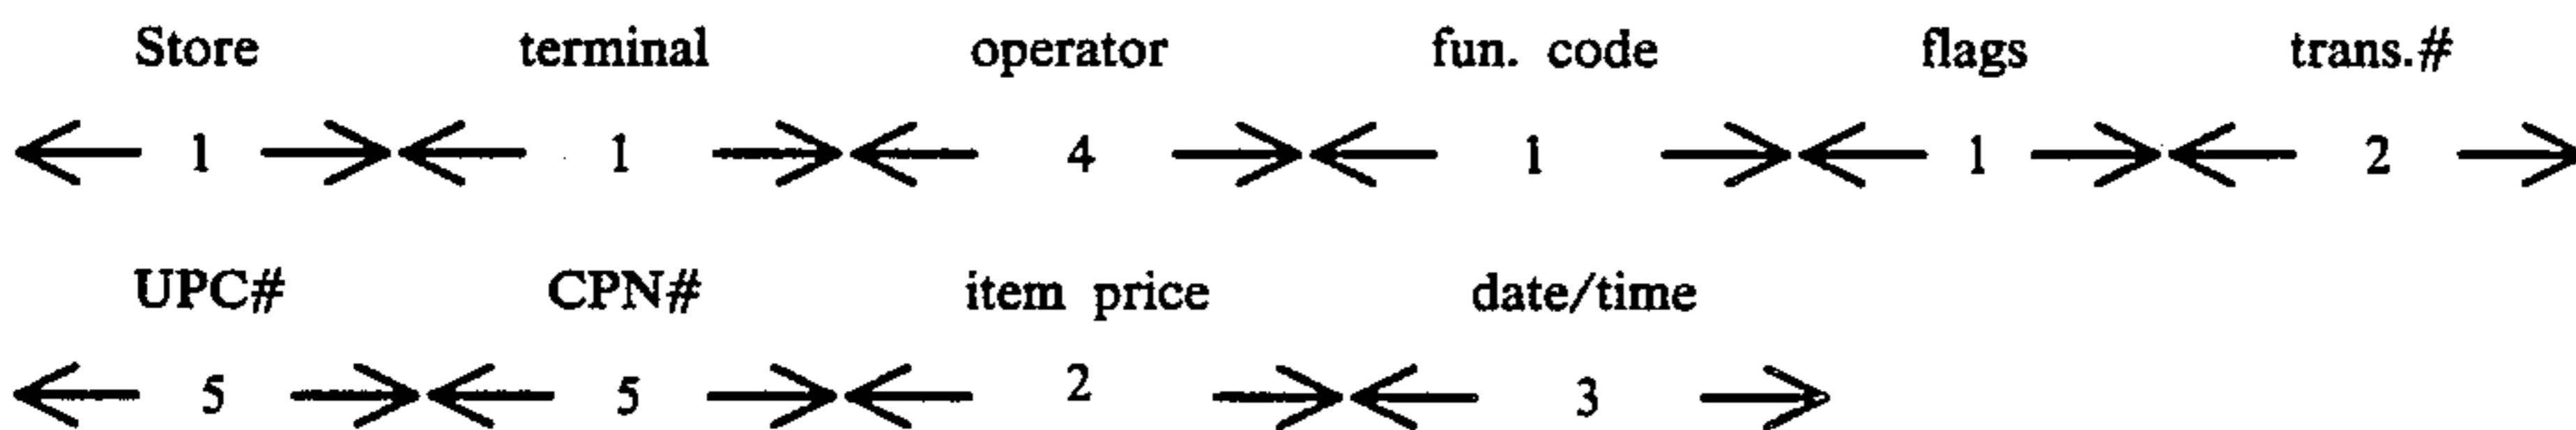 Store terminal operator fun. code flags trans.#
1 1 4 1 1 2
UPC# CPN# item price date/time
5 5 2 3